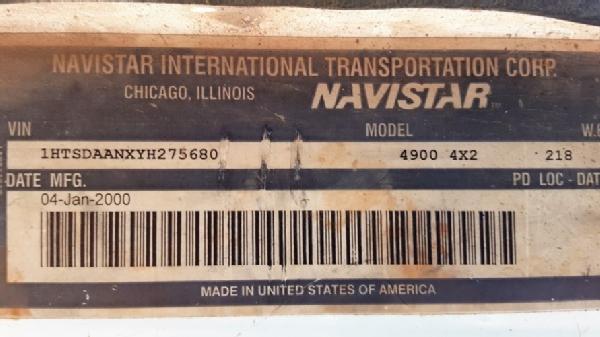 NAVISTAR INTERNATIONAL TRANSPORTATION CORP.
CHICAGO, ILLINOIS NAVISTAR
VIN MODEL W.
1HTSDAANXYH275680 4900 4X2 218
DATE MFG. PD LOC - DAT
04-Jan-2000
MADE IN UNITED STATES OF AMERICA